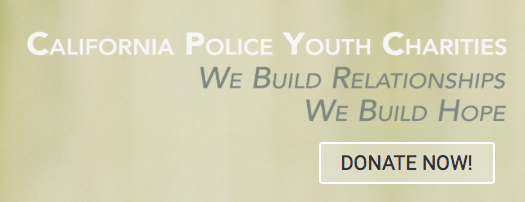 California Police Youth Charities
We Build Relationships
We Build Hope
DONATE NOW!